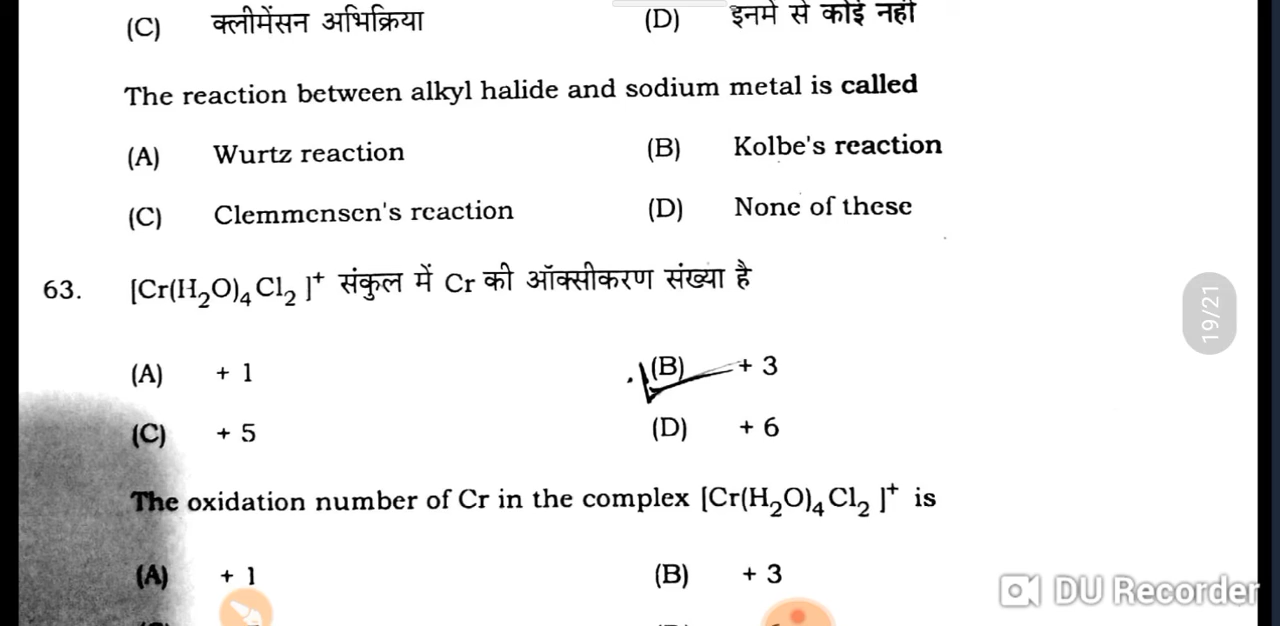 (C) क्लीमेंसन अभिक्रिया (D) इनमें से कोई नहीं
The reaction between alkyl halide and sodium metal is called
(A) Wurtz reaction (B) Kolbe's reaction
(C) Clemmensen's reaction (D) None of these
63. [Cr(H₂O)₄Cl₂]⁺ संकुल में Cr की ऑक्सीकरण संख्या है
(A) + 1 (B) + 3
(C) + 5 (D) + 6
19/21
The oxidation number of Cr in the complex [Cr(H₂O)₄Cl₂]⁺ is
(A) + 1 (B) + 3
DU Recorder